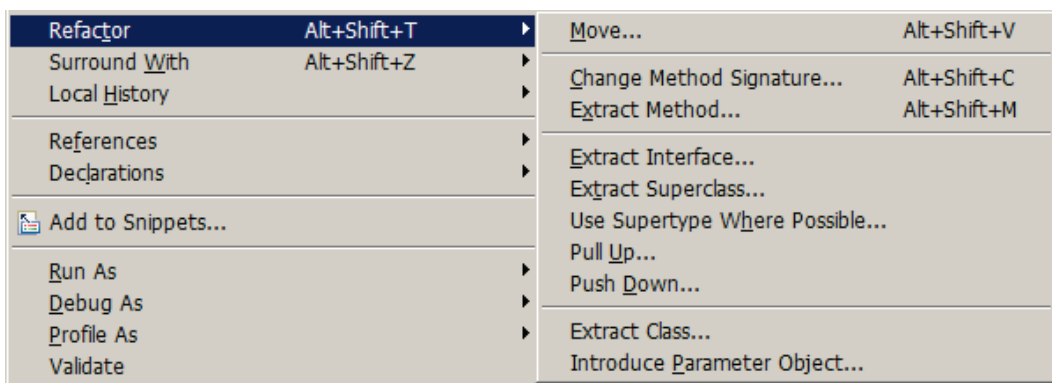 Refactor Alt+Shift+T
Surround With Alt+Shift+Z
Local History
References
Declarations
Add to Snippets...
Run As
Debug As
Profile As
Validate
Move... Alt+Shift+V
Change Method Signature... Alt+Shift+C
Extract Method... Alt+Shift+M
Extract Interface...
Extract Superclass...
Use Supertype Where Possible...
Pull Up...
Push Down...
Extract Class...
Introduce Parameter Object...